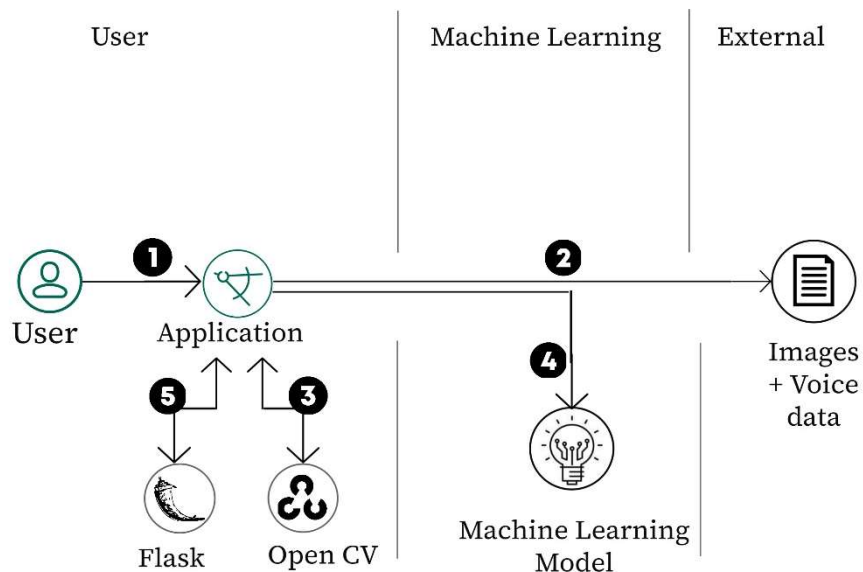 User
Machine Learning
External
1
2
User
Application
4
Images
+ Voice
data
5
3
Flask
Open CV
Machine Learning
Model